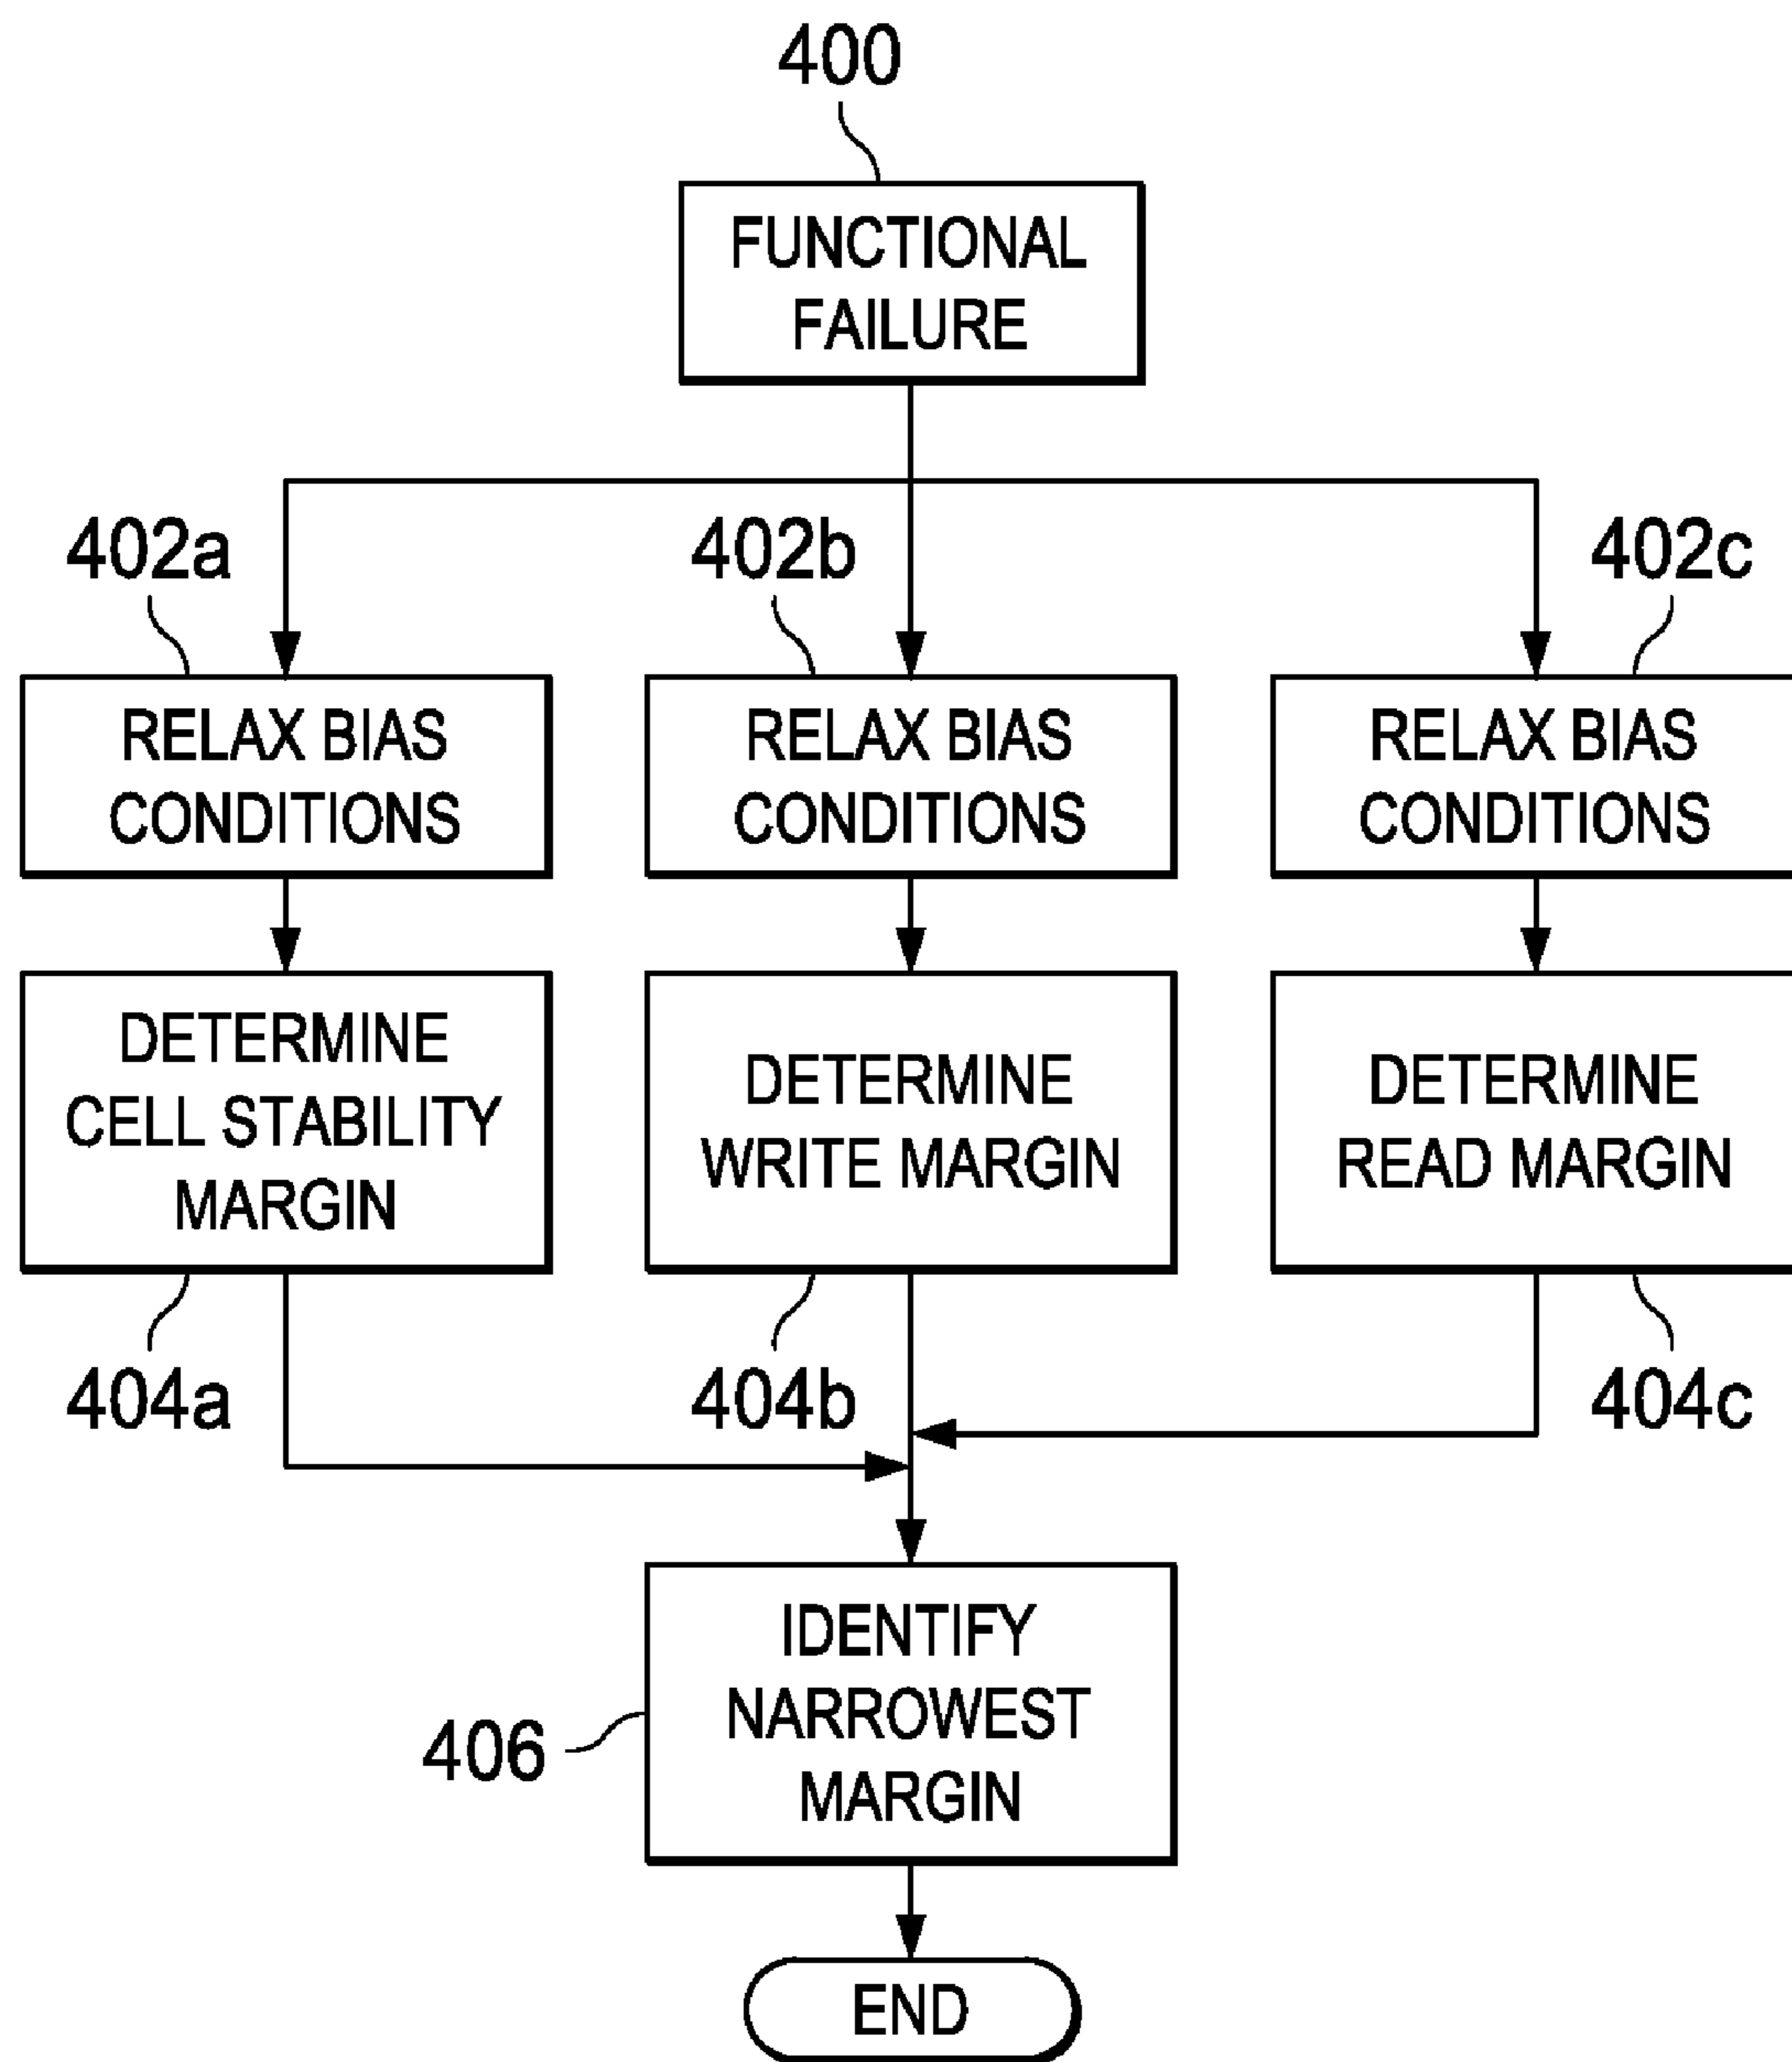 400
FUNCTIONAL
FAILURE
402a
402b
402c
RELAX BIAS
CONDITIONS
RELAX BIAS
CONDITIONS
RELAX BIAS
CONDITIONS
DETERMINE
CELL STABILITY
MARGIN
DETERMINE
WRITE MARGIN
DETERMINE
READ MARGIN
404a
404b
404c
IDENTIFY
NARROWEST
MARGIN
406
END